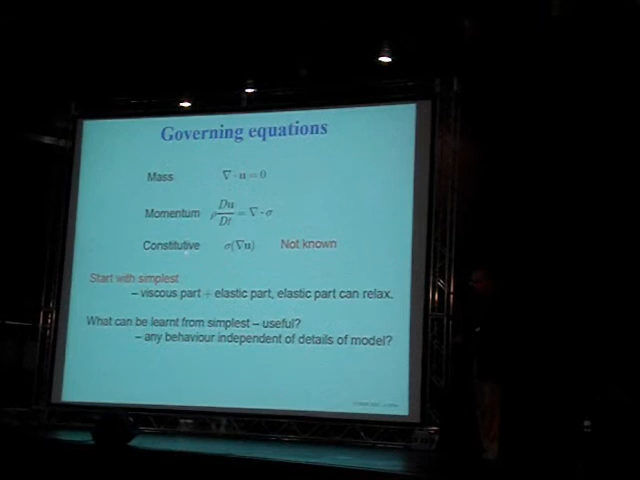 Governing equations
Mass ∇ · u = 0
Momentum ρ Du/Dt = ∇ · σ
Constitutive σ(∇u) Not known
Start with simplest
– viscous part + elastic part, elastic part can relax.
What can be learnt from simplest – useful?
– any behaviour independent of details of model?